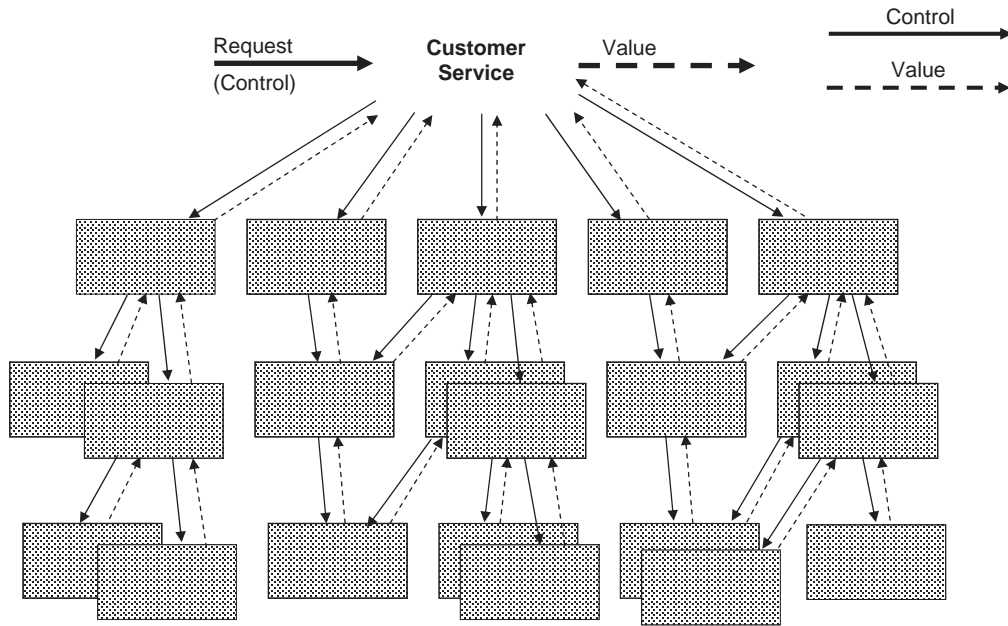 Request
(Control)
Customer
Service
Value
Control
Value